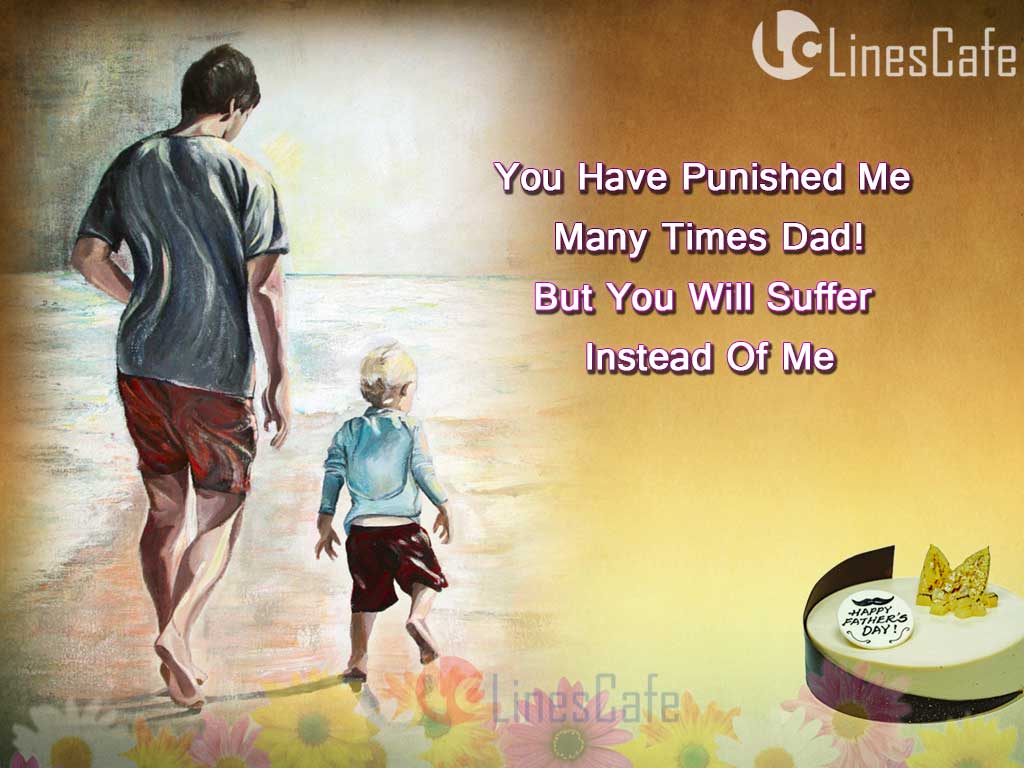 LinesCafe
You Have Punished Me
Many Times Dad!
But You Will Suffer
Instead Of Me
HAPPY
FATHER'S
DAY!
LinesCafe